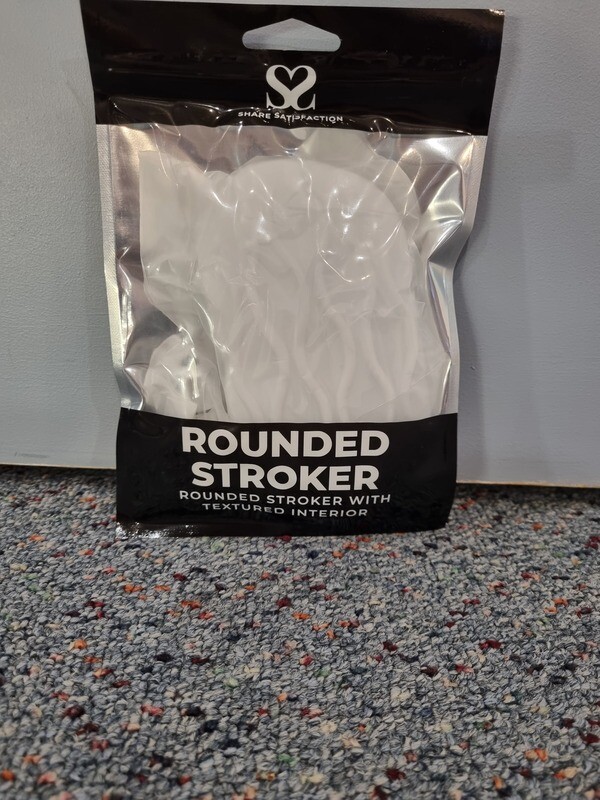 SHARE SATISFACTION
ROUNDED
STROKER
ROUNDED STROKER WITH
TEXTURED INTERIOR